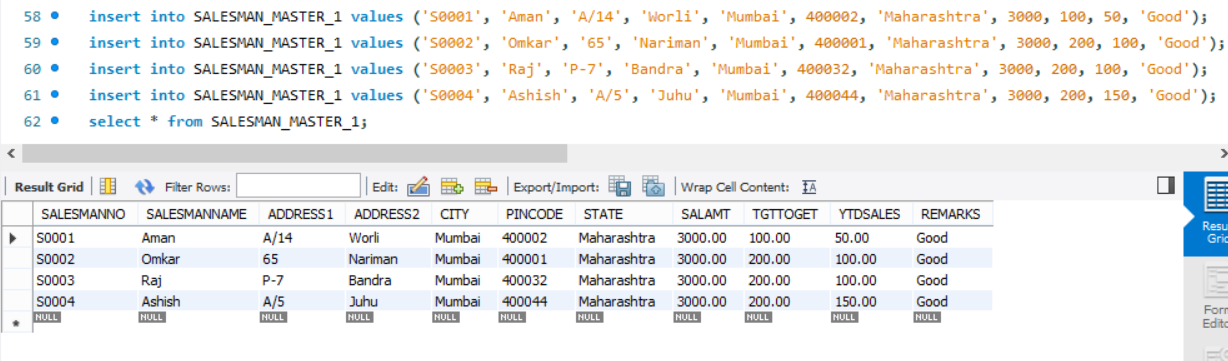 58 insert into SALESMAN_MASTER_1 values ('S0001', 'Aman', 'A/14', 'Worli', 'Mumbai', 400002, 'Maharashtra', 3000, 100, 50, 'Good');
59 insert into SALESMAN_MASTER_1 values ('S0002', 'Omkar', '65', 'Nariman', 'Mumbai', 400001, 'Maharashtra', 3000, 200, 100, 'Good');
60 insert into SALESMAN_MASTER_1 values ('S0003', 'Raj', 'P-7', 'Bandra', 'Mumbai', 400032, 'Maharashtra', 3000, 200, 100, 'Good');
61 insert into SALESMAN_MASTER_1 values ('S0004', 'Ashish', 'A/5', 'Juhu', 'Mumbai', 400044, 'Maharashtra', 3000, 200, 150, 'Good');
62 select * from SALESMAN_MASTER_1;
Result Grid Filter Rows: Edit: Export/Import: Wrap Cell Content:
SALESMANNO SALESMANNAME ADDRESS1 ADDRESS2 CITY PINCODE STATE SALAMT TGTTOGET YTDSALES REMARKS
S0001 Aman A/14 Worli Mumbai 400002 Maharashtra 3000.00 100.00 50.00 Good
S0002 Omkar 65 Nariman Mumbai 400001 Maharashtra 3000.00 200.00 100.00 Good
S0003 Raj P-7 Bandra Mumbai 400032 Maharashtra 3000.00 200.00 100.00 Good
S0004 Ashish A/5 Juhu Mumbai 400044 Maharashtra 3000.00 200.00 150.00 Good
* NULL NULL NULL NULL NULL NULL NULL NULL NULL NULL NULL